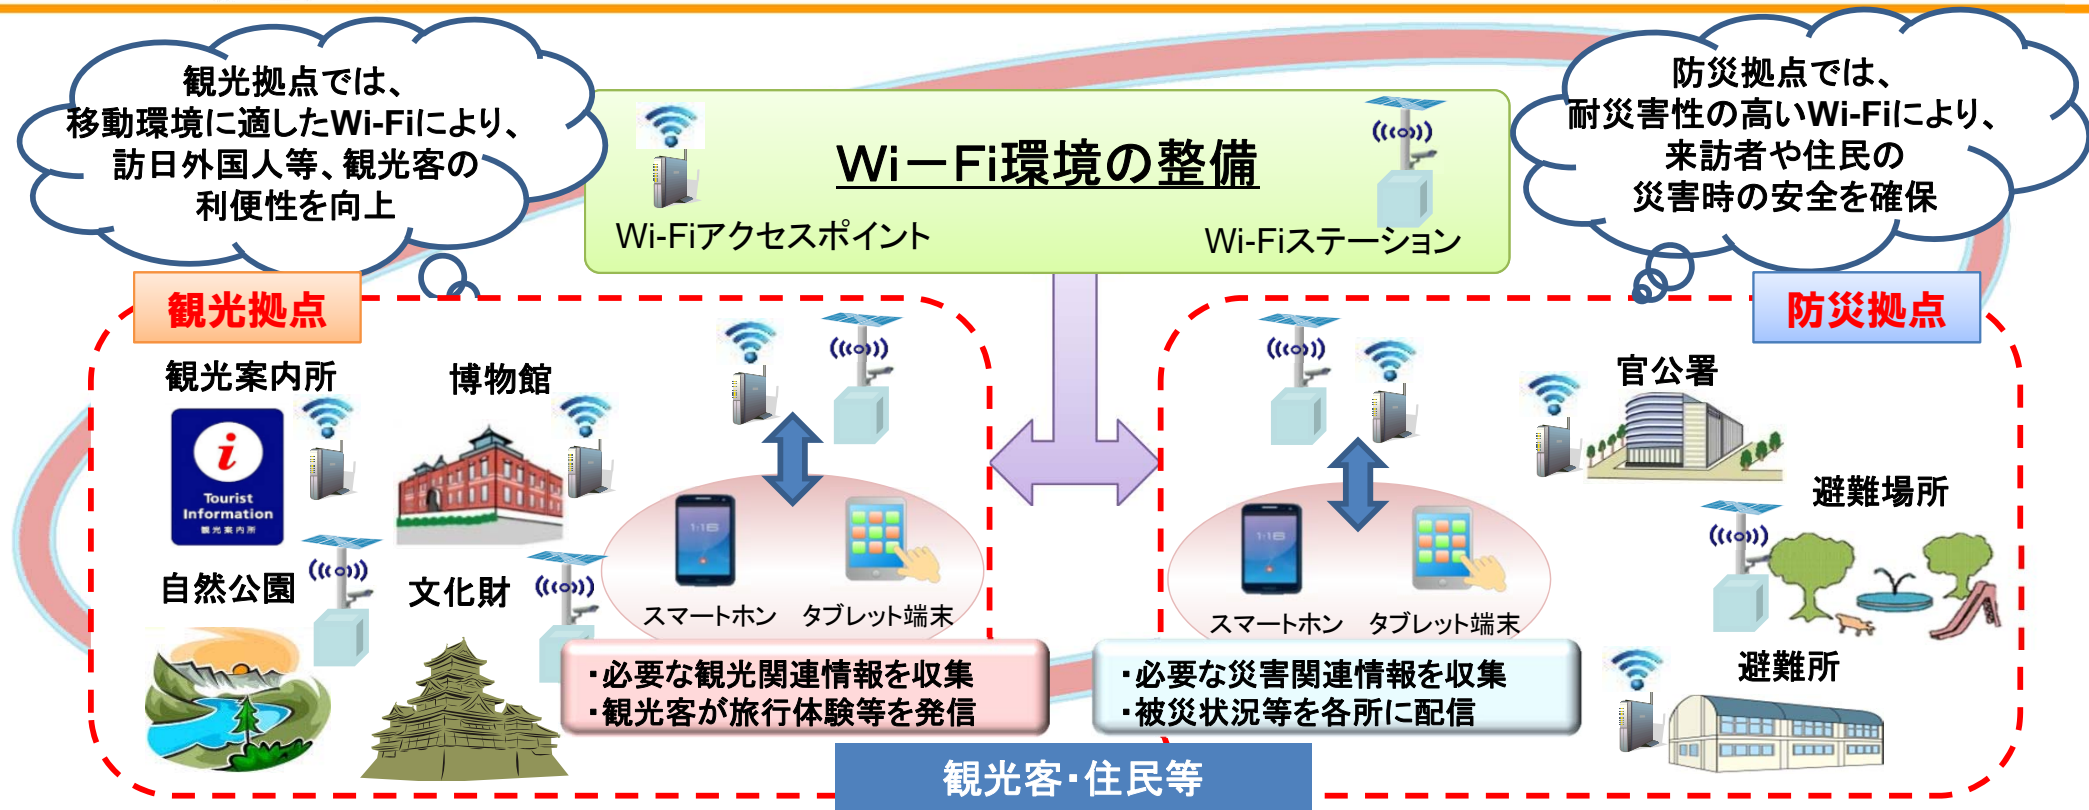 観光拠点では、
移動環境に適したWi-Fiにより、
訪日外国人等、観光客の
利便性を向上
Wi－Fi環境の整備
Wi-Fiアクセスポイント
Wi-Fiステーション
防災拠点では、
耐災害性の高いWi-Fiにより、
来訪者や住民の
災害時の安全を確保
観光拠点
観光案内所
博物館
i
Tourist
Information
観光案内所
自然公園
文化財
1:16
スマートホン
タブレット端末
・必要な観光関連情報を収集
・観光客が旅行体験等を発信
防災拠点
官公署
避難場所
避難所
1:16
スマートホン
タブレット端末
・必要な災害関連情報を収集
・被災状況等を各所に配信
観光客・住民等